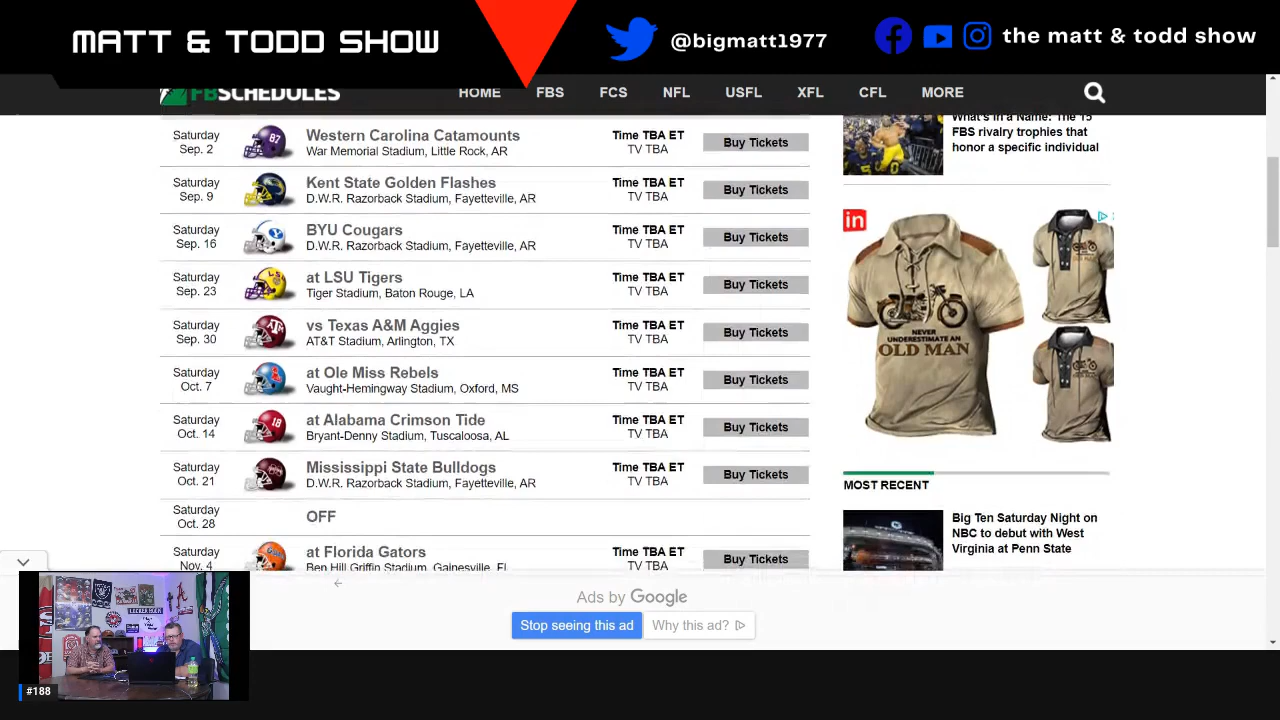 MATT & TODD SHOW
@bigmatt1977
the matt & todd show
FBSCHEDULES
HOME FBS FCS NFL USFL XFL CFL MORE
Saturday
Sep. 2
Western Carolina Catamounts
War Memorial Stadium, Little Rock, AR
Time TBA ET
TV TBA
Buy Tickets
Saturday
Sep. 9
Kent State Golden Flashes
D.W.R. Razorback Stadium, Fayetteville, AR
Time TBA ET
TV TBA
Buy Tickets
Saturday
Sep. 16
BYU Cougars
D.W.R. Razorback Stadium, Fayetteville, AR
Time TBA ET
TV TBA
Buy Tickets
Saturday
Sep. 23
at LSU Tigers
Tiger Stadium, Baton Rouge, LA
Time TBA ET
TV TBA
Buy Tickets
Saturday
Sep. 30
vs Texas A&M Aggies
AT&T Stadium, Arlington, TX
Time TBA ET
TV TBA
Buy Tickets
Saturday
Oct. 7
at Ole Miss Rebels
Vaught-Hemingway Stadium, Oxford, MS
Time TBA ET
TV TBA
Buy Tickets
Saturday
Oct. 14
at Alabama Crimson Tide
Bryant-Denny Stadium, Tuscaloosa, AL
Time TBA ET
TV TBA
Buy Tickets
Saturday
Oct. 21
Mississippi State Bulldogs
D.W.R. Razorback Stadium, Fayetteville, AR
Time TBA ET
TV TBA
Buy Tickets
Saturday
Oct. 28
OFF
Saturday
Nov. 4
at Florida Gators
Ben Hill Griffin Stadium, Gainesville, FL
Time TBA ET
TV TBA
Buy Tickets
What's in a Name: The 15
FBS rivalry trophies that
honor a specific individual
in
NEVER
UNDERESTIMATE AN
OLD MAN
MOST RECENT
Big Ten Saturday Night on
NBC to debut with West
Virginia at Penn State
Ads by Google
Stop seeing this ad
Why this ad?
#188